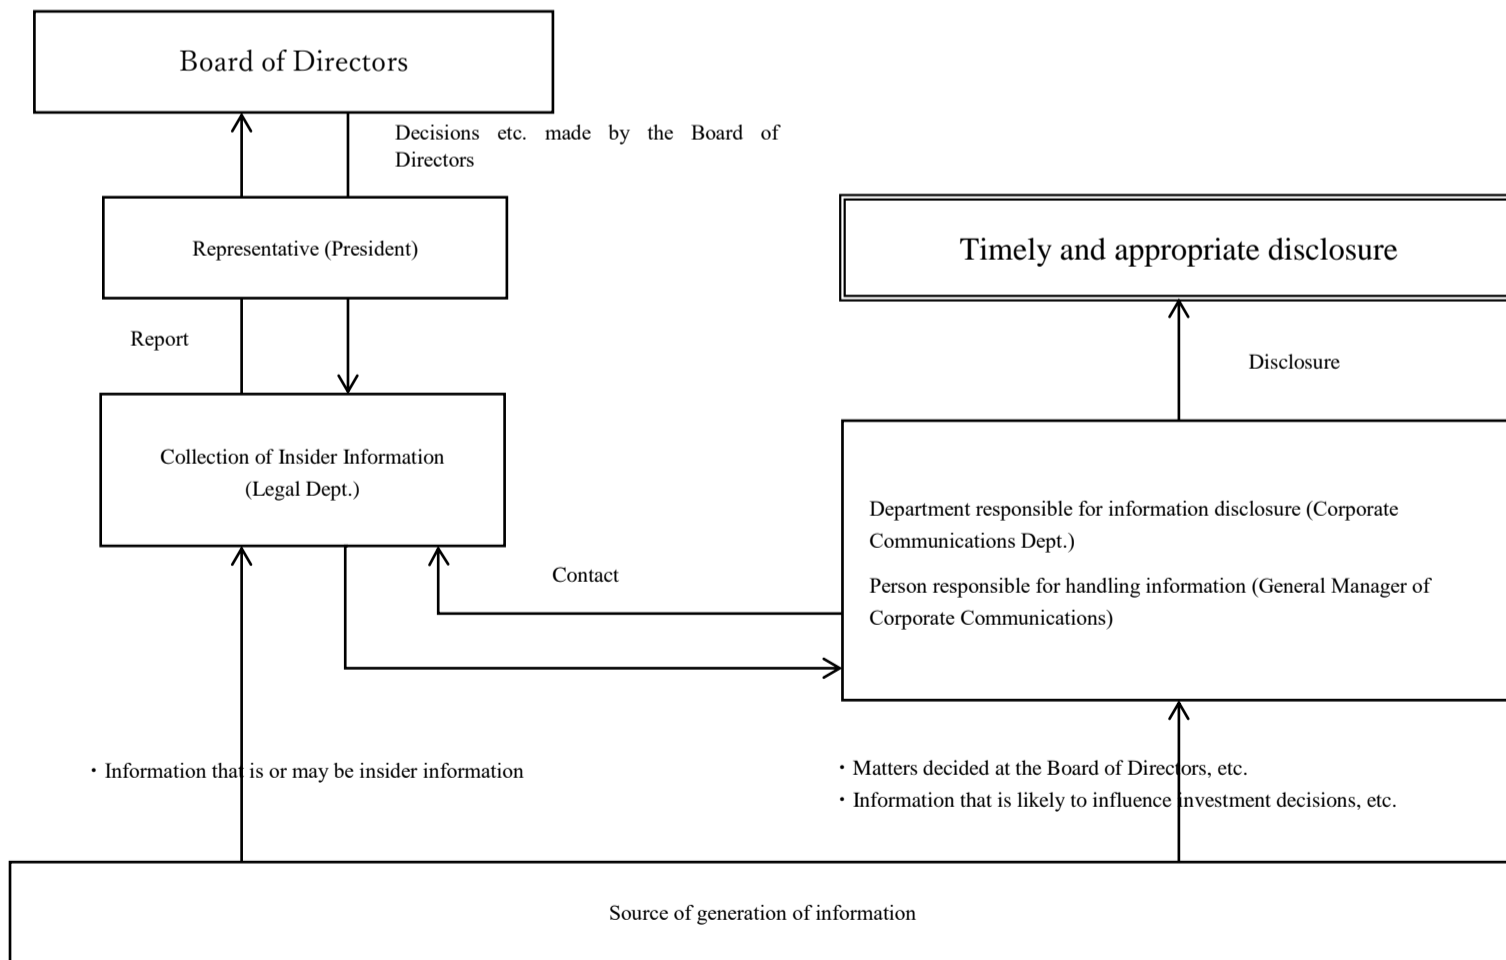 Board of Directors
Decisions etc. made by the Board of
Directors
Representative (President)
Timely and appropriate disclosure
Report
Disclosure
Collection of Insider Information
(Legal Dept.)
Department responsible for information disclosure (Corporate
Communications Dept.)
Person responsible for handling information (General Manager of
Corporate Communications)
Contact
・Information that is or may be insider information
・Matters decided at the Board of Directors, etc.
・Information that is likely to influence investment decisions, etc.
Source of generation of information